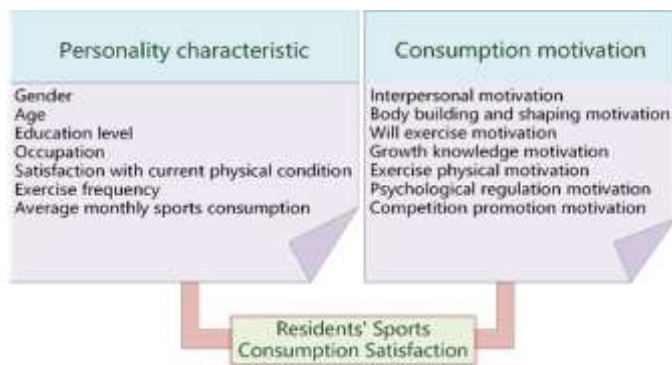 Personality characteristic
Gender
Age
Education level
Occupation
Satisfaction with current physical condition
Exercise frequency
Average monthly sports consumption
Consumption motivation
Interpersonal motivation
Body building and shaping motivation
Will exercise motivation
Growth knowledge motivation
Exercise physical motivation
Psychological regulation motivation
Competition promotion motivation
Residents' Sports
Consumption Satisfaction